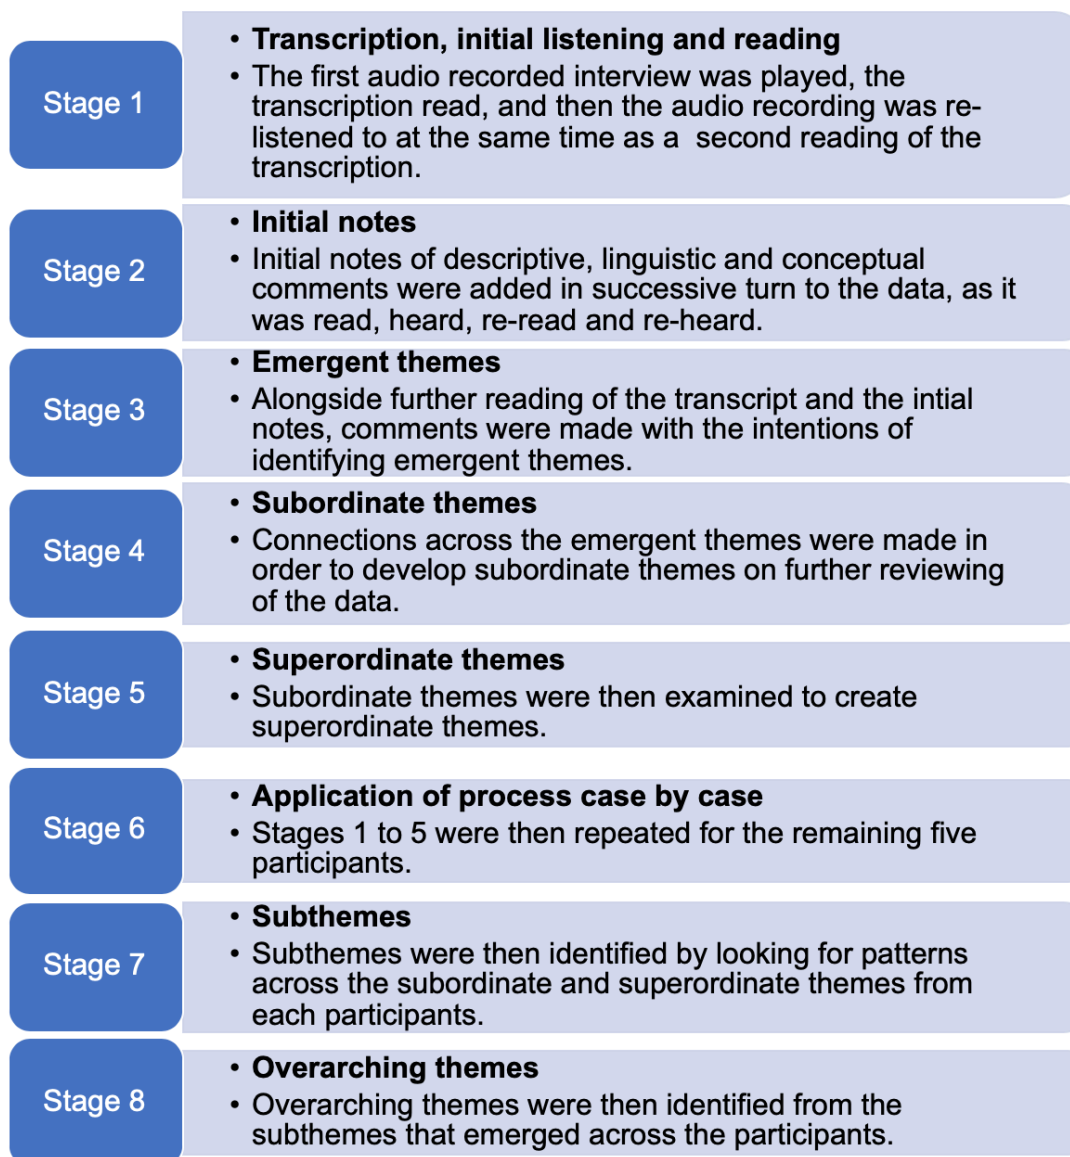 Stage 1
• Transcription, initial listening and reading
• The first audio recorded interview was played, the
transcription read, and then the audio recording was re-
listened to at the same time as a  second reading of the
transcription.
Stage 2
• Initial notes
• Initial notes of descriptive, linguistic and conceptual
comments were added in successive turn to the data, as it
was read, heard, re-read and re-heard.
Stage 3
• Emergent themes
• Alongside further reading of the transcript and the intial
notes, comments were made with the intentions of
identifying emergent themes.
Stage 4
• Subordinate themes
• Connections across the emergent themes were made in
order to develop subordinate themes on further reviewing
of the data.
Stage 5
• Superordinate themes
• Subordinate themes were then examined to create
superordinate themes.
Stage 6
• Application of process case by case
• Stages 1 to 5 were then repeated for the remaining five
participants.
Stage 7
• Subthemes
• Subthemes were then identified by looking for patterns
across the subordinate and superordinate themes from
each participants.
Stage 8
• Overarching themes
• Overarching themes were then identified from the
subthemes that emerged across the participants.